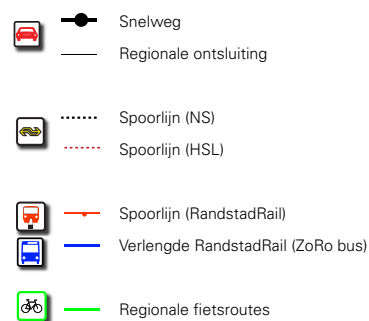 Snelweg
Regionale ontsluiting
Spoorlijn (NS)
Spoorlijn (HSL)
Spoorlijn (RandstadRail)
Verlengde RandstadRail (ZoRo bus)
Regionale fietsroutes